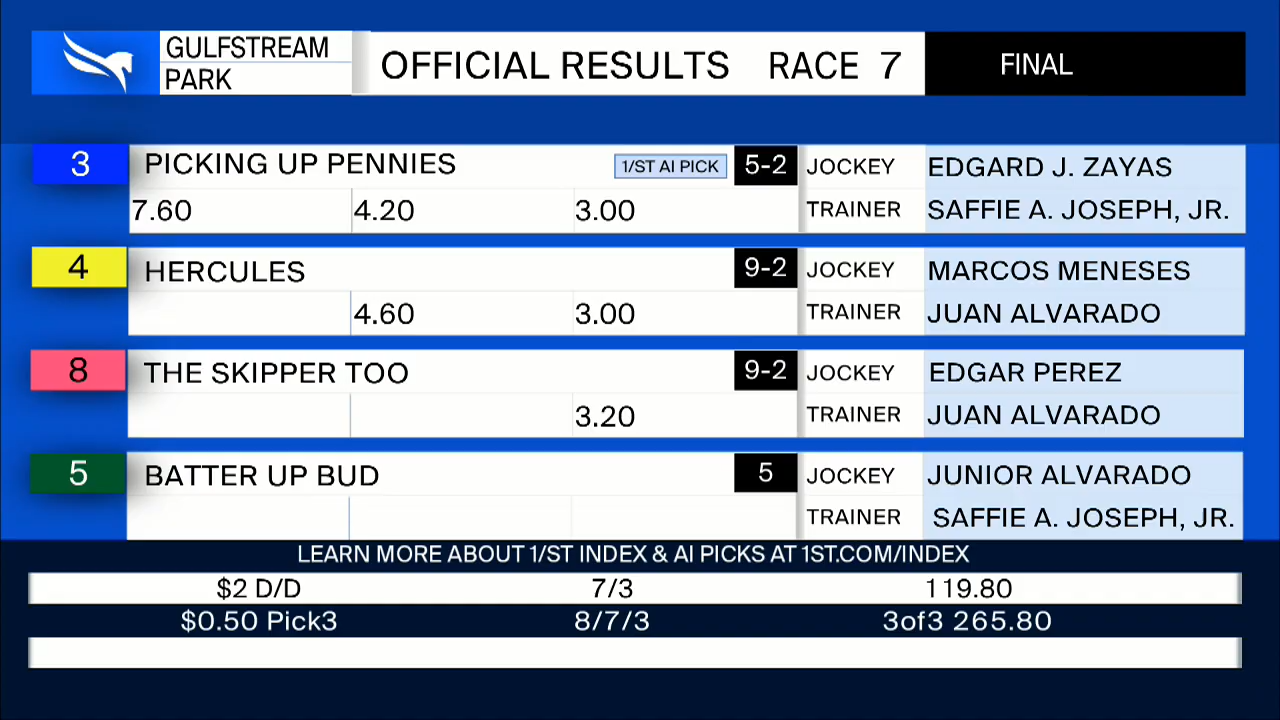 GULFSTREAM
PARK
OFFICIAL RESULTS RACE 7
FINAL
3 PICKING UP PENNIES 1/ST AI PICK 5-2 JOCKEY EDGARD J. ZAYAS
7.60 4.20 3.00 TRAINER SAFFIE A. JOSEPH, JR.
4 HERCULES 9-2 JOCKEY MARCOS MENESES
4.60 3.00 TRAINER JUAN ALVARADO
8 THE SKIPPER TOO 9-2 JOCKEY EDGAR PEREZ
3.20 TRAINER JUAN ALVARADO
5 BATTER UP BUD 5 JOCKEY JUNIOR ALVARADO
TRAINER SAFFIE A. JOSEPH, JR.
LEARN MORE ABOUT 1/ST INDEX & AI PICKS AT 1ST.COM/INDEX
$2 D/D 7/3 119.80
$0.50 Pick3 8/7/3 3of3 265.80